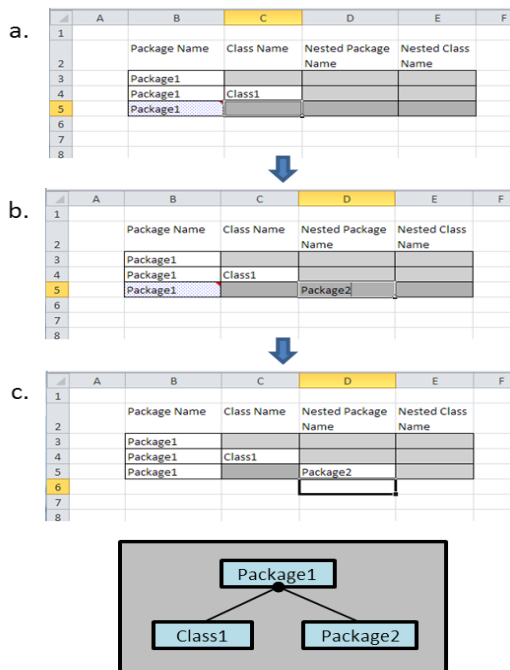 a.
A B C D E F
1
Package Name Class Name Nested Package Nested Class
2 Name Name
3 Package1
4 Package1 Class1
5 Package1
6
7
8
b.
A B C D E F
1
Package Name Class Name Nested Package Nested Class
2 Name Name
3 Package1
4 Package1 Class1
5 Package1 Package2
6
7
8
c.
A B C D E F
1
Package Name Class Name Nested Package Nested Class
2 Name Name
3 Package1
4 Package1 Class1
5 Package1 Package2
6
7
8
Package1
Class1 Package2